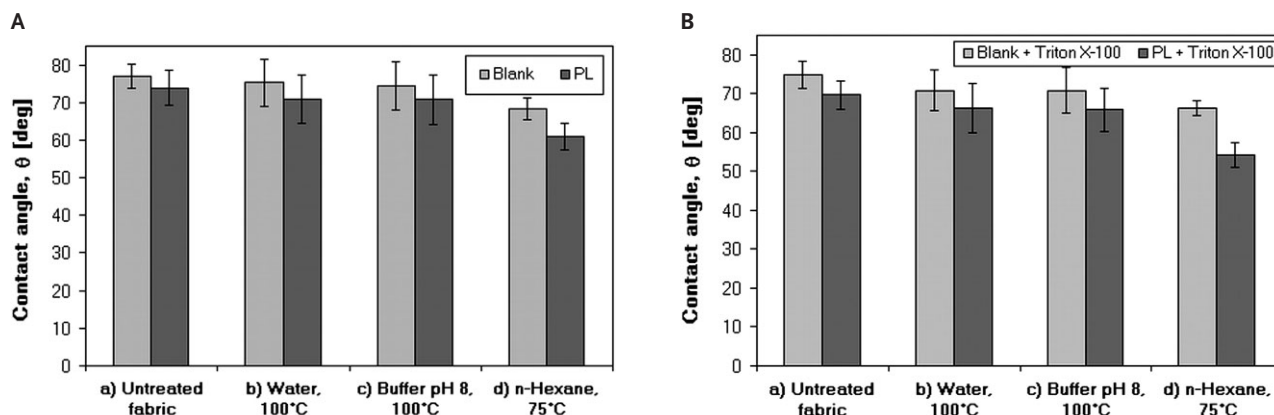 A
Contact angle, θ [deg]
80
70
60
50
40
30
20
10
0
Blank PL
a) Untreated fabric
b) Water, 100°C
c) Buffer pH 8, 100°C
d) n-Hexane, 75°C
B
Contact angle, θ [deg]
80
70
60
50
40
30
20
10
0
Blank + Triton X-100 PL + Triton X-100
a) Untreated fabric
b) Water, 100°C
c) Buffer pH 8, 100°C
d) n-Hexane, 75°C